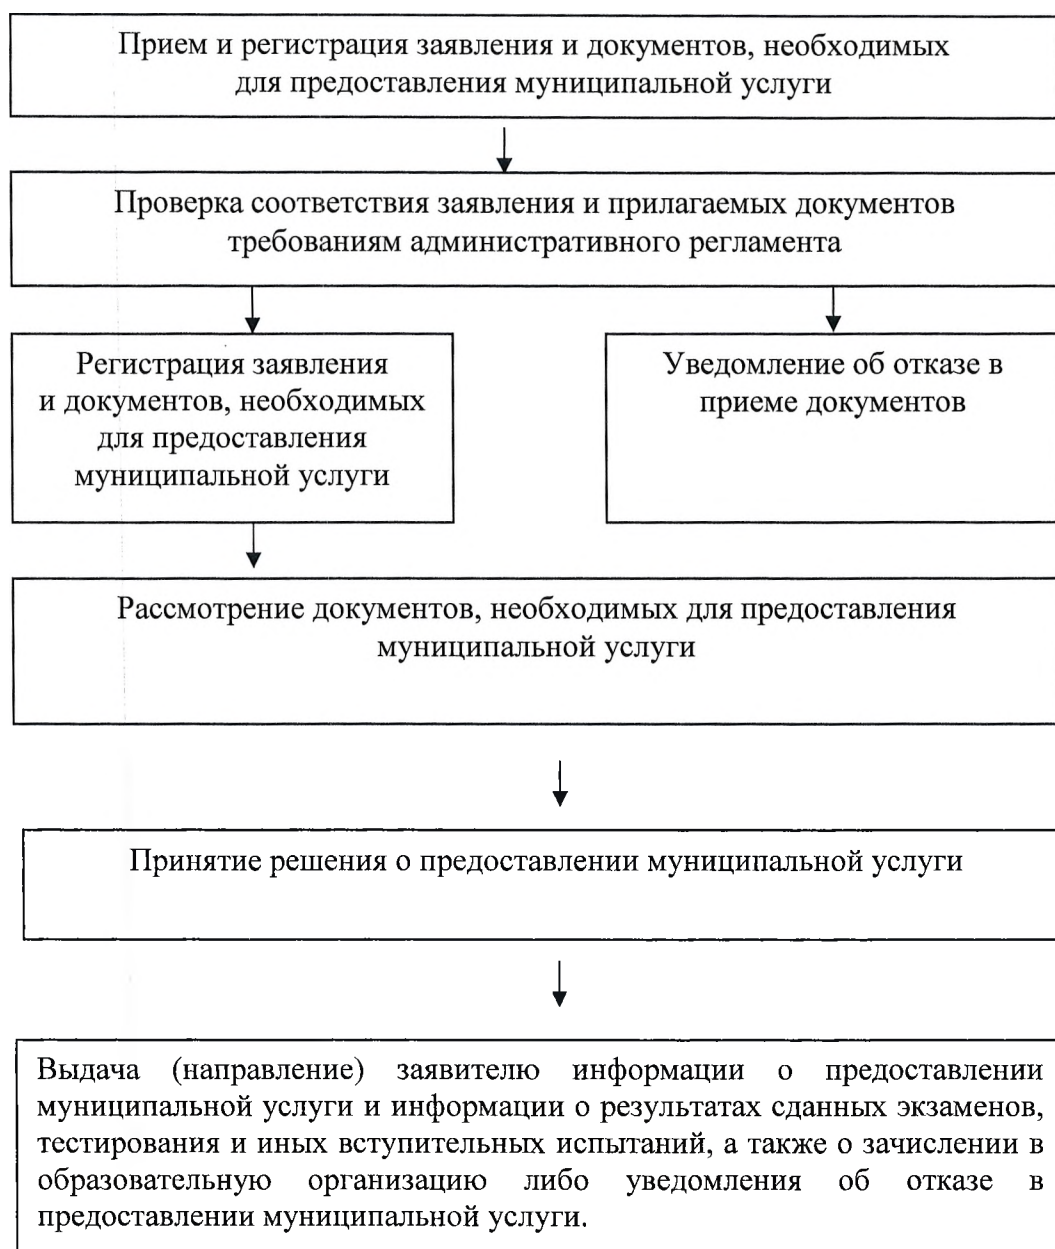 Прием и регистрация заявления и документов, необходимых
для предоставления муниципальной услуги
Проверка соответствия заявления и прилагаемых документов
требованиям административного регламента
Регистрация заявления
и документов, необходимых
для предоставления
муниципальной услуги
Уведомление об отказе в
приеме документов
Рассмотрение документов, необходимых для предоставления
муниципальной услуги
Принятие решения о предоставлении муниципальной услуги
Выдача (направление) заявителю информации о предоставлении
муниципальной услуги и информации о результатах сданных экзаменов,
тестирования и иных вступительных испытаний, а также о зачислении в
образовательную организацию либо уведомления об отказе в
предоставлении муниципальной услуги.